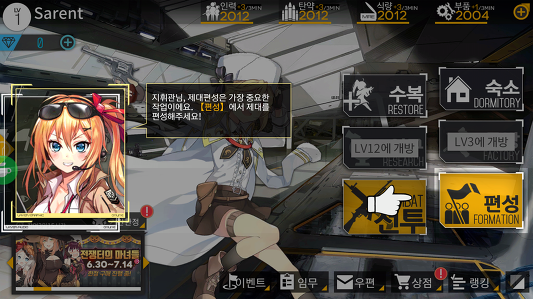 LV
1
Sarent
인력 +3/3MIN
2012
탄약 +3/3MIN
2012
식량 +2/3MIN
2012
부품 +1/3MIN
2004
0
지휘관님, 제대편성은 가장 중요한
작업이에요. 【편성】에서 제대를
편성해주세요!
수복
RESTORE
숙소
DORMITORY
LV12에 개방
RESEARCH
LV3에 개방
FACTORY
전투
편성
FORMATION
전쟁터의 마녀들
6.30~7.14
이벤트
임무
우편
상점
랭킹